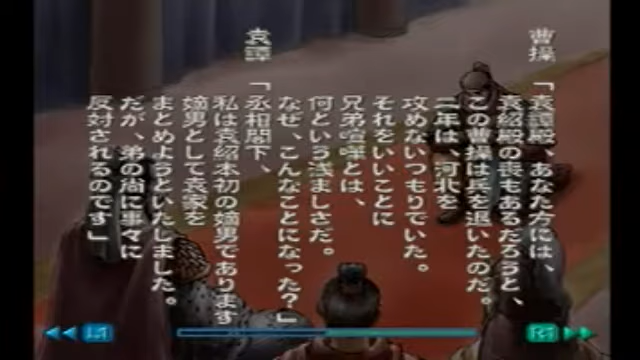 曹操「袁譚殿、あなた方には、
袁紹殿の喪もあるだろうと、
この曹操は兵を退いたのだ。
二年は、河北を
攻めないつもりでいた。
それをいいことに
兄弟喧嘩とは、
何という浅ましさだ。
なぜ、こんなことになった？」
袁譚「丞相閣下、
私は袁紹本初の嫡男であります
嫡男として袁家を
まとめようといたしました。
だが、弟の尚に事々に
反対されるのです」
L1
R1